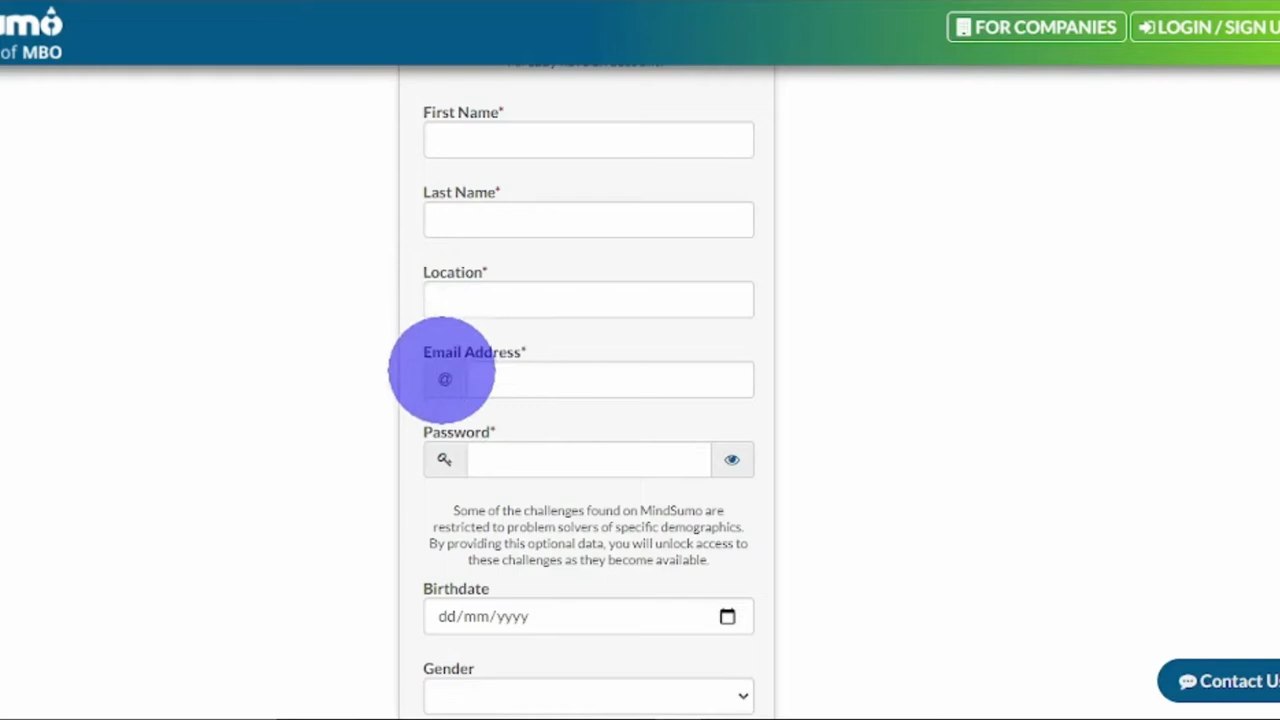 umo
of MBO
FOR COMPANIES
LOGIN / SIGN U
First Name*
Last Name*
Location*
Email Address*
@
Password*
Some of the challenges found on MindSumo are
restricted to problem solvers of specific demographics.
By providing this optional data, you will unlock access to
these challenges as they become available.
Birthdate
dd/mm/yyyy
Gender
Contact Us